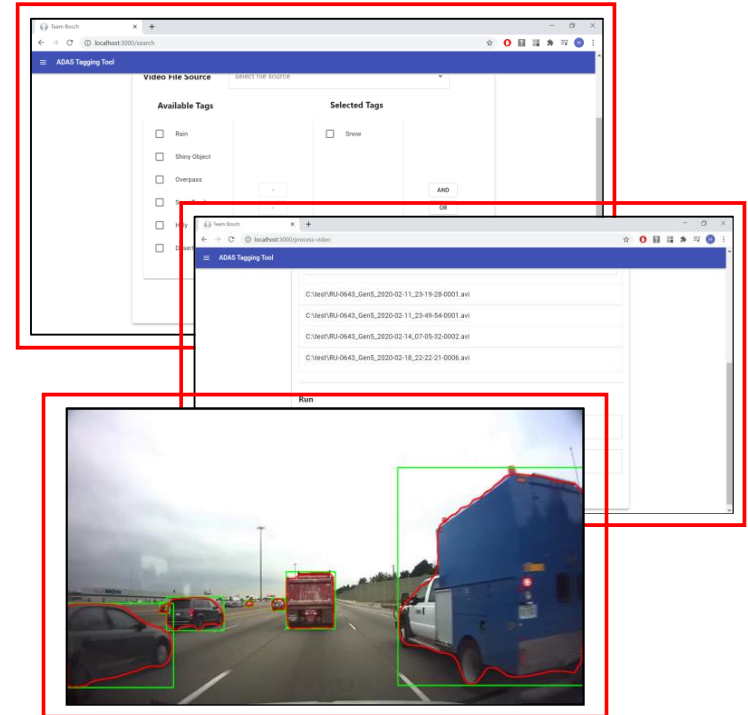 Team Bosch
localhost:3000/search
ADAS Tagging Tool
Video File Source
select file source
Available Tags
Selected Tags
Rain
Snow
Shiny Object
Overpass
AND
OR
Team Bosch
localhost:3000/process-video
ADAS Tagging Tool
C:\test\RU-0643_Gen5_2020-02-11_23-19-28-0001.avi
C:\test\RU-0643_Gen5_2020-02-11_23-49-54-0001.avi
C:\test\RU-0643_Gen5_2020-02-14_07-05-32-0002.avi
C:\test\RU-0643_Gen5_2020-02-18_22-22-21-0006.avi
Run